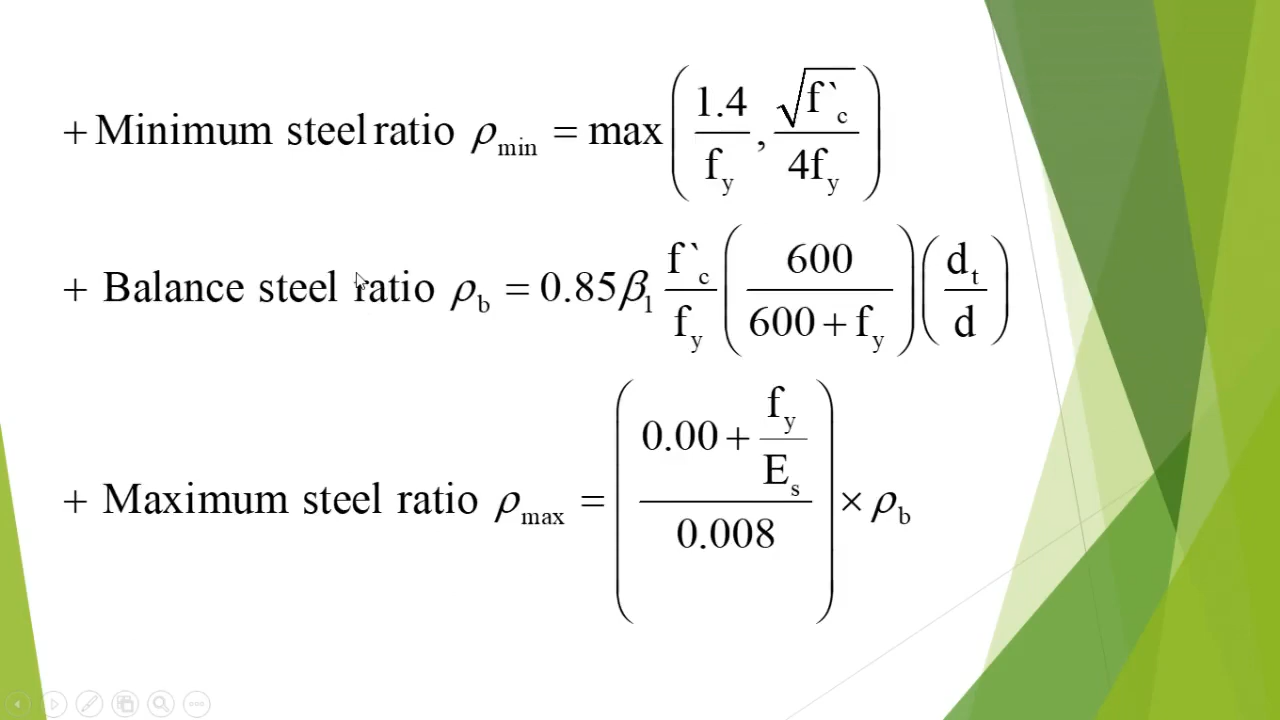 + Minimum steel ratio ρ_min = max(1.4/f_y, √f`_c/4f_y)
+ Balance steel ratio ρ_b = 0.85β_1 f`_c/f_y (600/(600 + f_y)) (d_t/d)
+ Maximum steel ratio ρ_max = ((0.00 + f_y/E_s)/0.008) × ρ_b